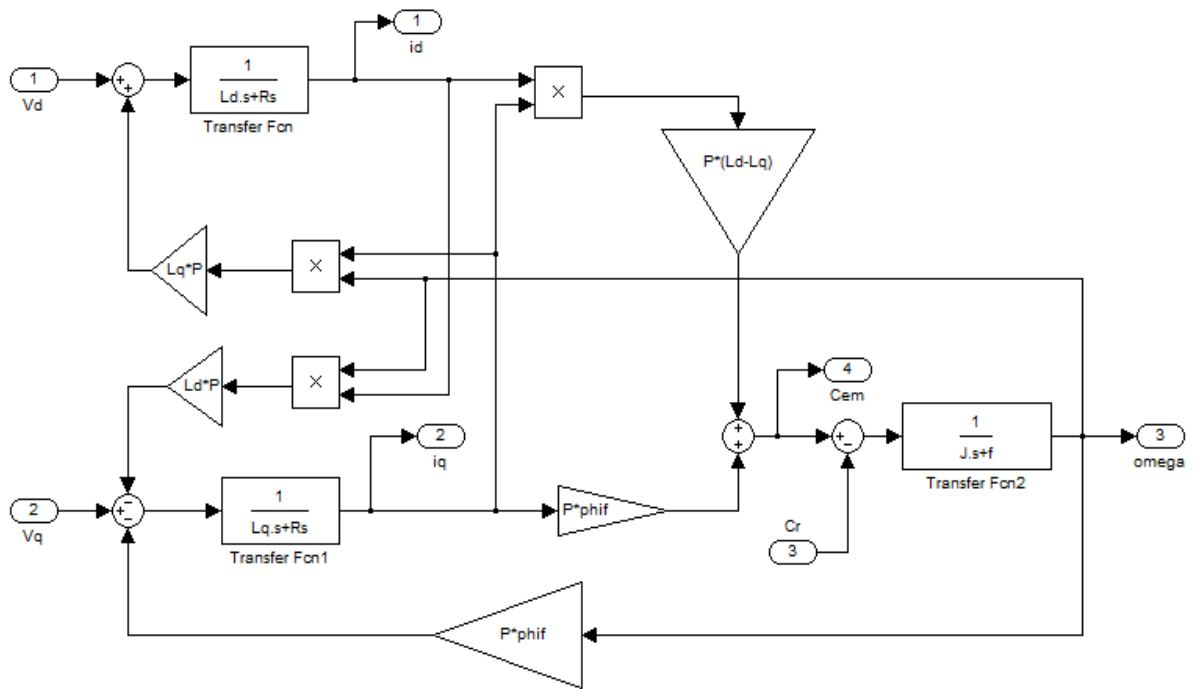 1
id
1
Vd
+
+
1
Ld.s+Rs
Transfer Fcn
×
P*(Ld-Lq)
Lq*P
×
Ld*P
×
4
Cem
2
iq
+
+
+
−
1
J.s+f
Transfer Fcn2
3
omega
2
Vq
−
+
−
1
Lq.s+Rs
Transfer Fcn1
P*phif
Cr
3
P*phif